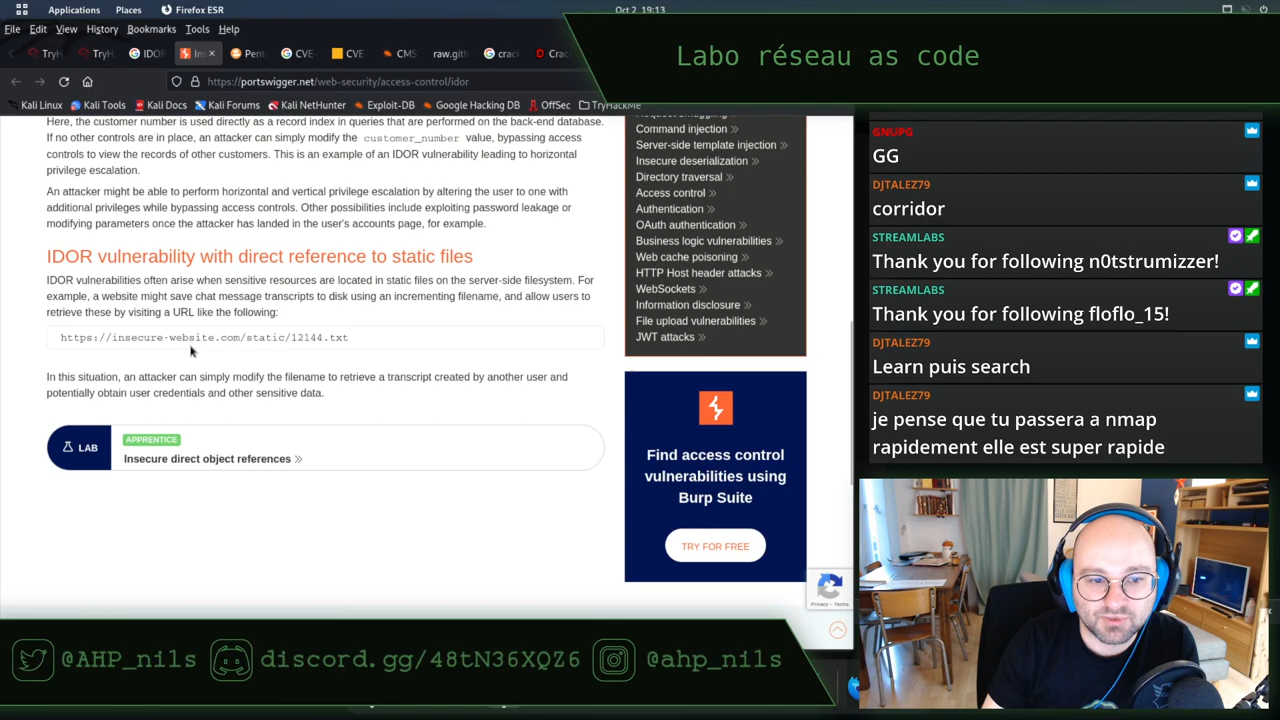 Applications Places Firefox ESR Oct 2, 19:13
File Edit View History Bookmarks Tools Help
TryH TryH IDOR Ins Pent CVE CVE CMS raw.gith crack Crac
https://portswigger.net/web-security/access-control/idor
Kali Linux Kali Tools Kali Docs Kali Forums Kali NetHunter Exploit-DB Google Hacking DB OffSec TryHackMe
Labo réseau as code
Here, the customer number is used directly as a record index in queries that are performed on the back-end database.
If no other controls are in place, an attacker can simply modify the customer_number value, bypassing access
controls to view the records of other customers. This is an example of an IDOR vulnerability leading to horizontal
privilege escalation.
An attacker might be able to perform horizontal and vertical privilege escalation by altering the user to one with
additional privileges while bypassing access controls. Other possibilities include exploiting password leakage or
modifying parameters once the attacker has landed in the user's accounts page, for example.
IDOR vulnerability with direct reference to static files
IDOR vulnerabilities often arise when sensitive resources are located in static files on the server-side filesystem. For
example, a website might save chat message transcripts to disk using an incrementing filename, and allow users to
retrieve these by visiting a URL like the following:
https://insecure-website.com/static/12144.txt
In this situation, an attacker can simply modify the filename to retrieve a transcript created by another user and
potentially obtain user credentials and other sensitive data.
LAB
APPRENTICE
Insecure direct object references
Command injection
Server-side template injection
Insecure deserialization
Directory traversal
Access control
Authentication
OAuth authentication
Business logic vulnerabilities
Web cache poisoning
HTTP Host header attacks
WebSockets
Information disclosure
File upload vulnerabilities
JWT attacks
Find access control
vulnerabilities using
Burp Suite
TRY FOR FREE
Privacy - Terms
GNUPG
GG
DJTALEZ79
corridor
STREAMLABS
Thank you for following n0tstrumizzer!
STREAMLABS
Thank you for following floflo_15!
DJTALEZ79
Learn puis search
DJTALEZ79
je pense que tu passera a nmap
rapidement elle est super rapide
@AHP_nils discord.gg/48tN36XQZ6 @ahp_nils